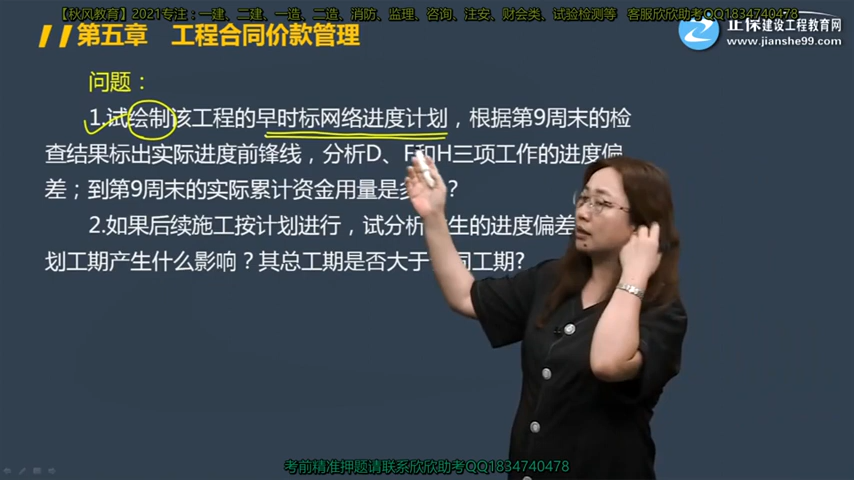 【秋风教育】2021专注：一建、二建、一造、二造、消防、监理、咨询、注安、财会类、试验检测等 客服欣欣助考QQ1834740478
第五章 工程合同价款管理
正保建设工程教育网
www.jianshe99.com
问题：
1.试绘制该工程的早时标网络进度计划，根据第9周末的检
查结果标出实际进度前锋线，分析D、F和H三项工作的进度偏
差；到第9周末的实际累计资金用量是多？
2.如果后续施工按计划进行，试分析生的进度偏差
划工期产生什么影响？其总工期是否大于同工期？
考前精准押题请联系欣欣助考QQ1834740478